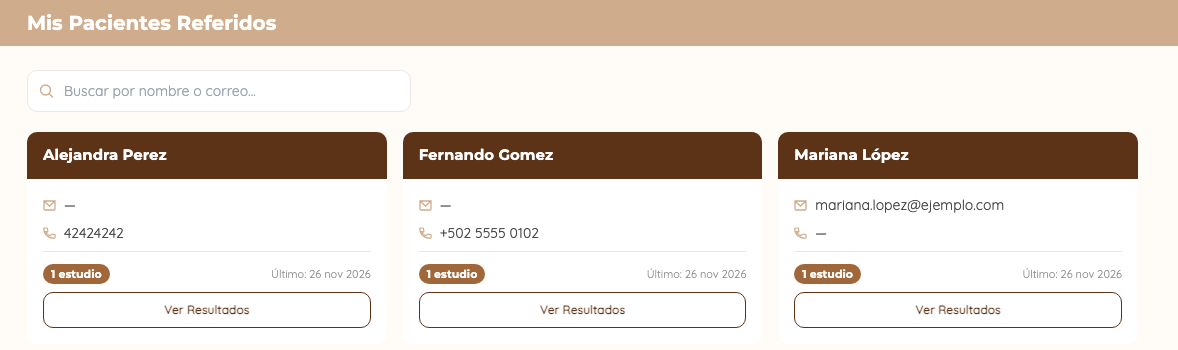 Mis Pacientes Referidos
Buscar por nombre o correo...
Alejandra Perez
—
42424242
1 estudio
Último: 26 nov 2026
Ver Resultados
Fernando Gomez
—
+502 5555 0102
1 estudio
Último: 26 nov 2026
Ver Resultados
Mariana López
mariana.lopez@ejemplo.com
—
1 estudio
Último: 26 nov 2026
Ver Resultados